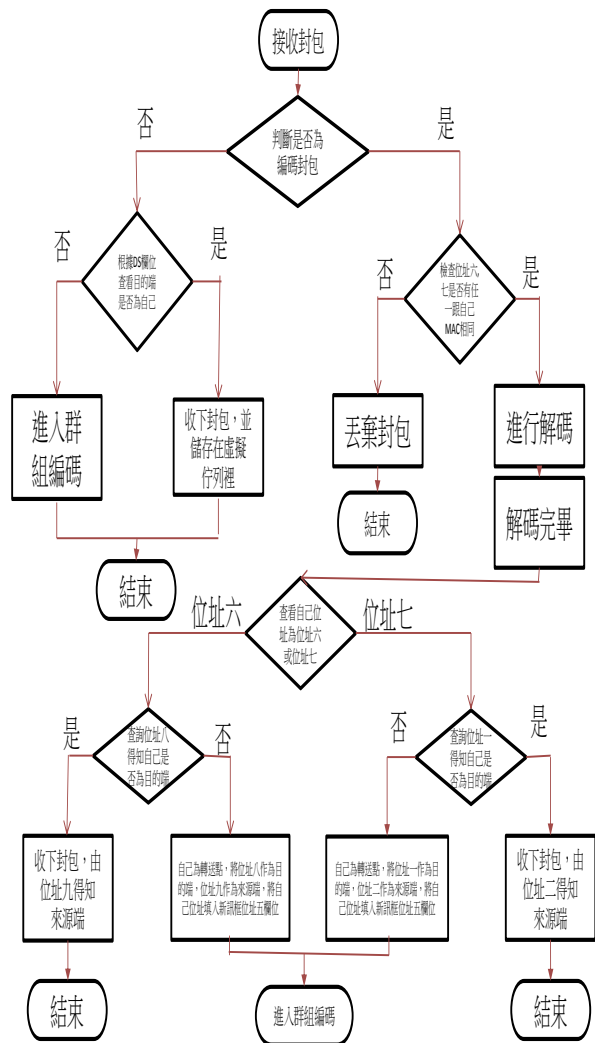 接收封包
否
是
判斷是否為
編碼封包
否
是
根據DS欄位
查看目的端
是否為自己
否
是
檢查位址六,
七是否有任
一跟自己
MAC相同
進入群
組編碼
收下封包，並
儲存在虛擬
佇列裡
丟棄封包
進行解碼
解碼完畢
結束
結束
位址六
位址七
查看自己位
址為位址六
或位址七
是
否
查詢位址八
得知自己是
否為目的端
否
是
查詢位址一
得知自己是
否為目的端
收下封包，由
位址九得知
來源端
自己為轉送點，將位址八作為目
的端，位址九作為來源端，將自
己位址填入新訊框位址五欄位
自己為轉送點，將位址一作為目
的端，位址二作為來源端，將自
己位址填入新訊框位址五欄位
收下封包，由
位址二得知
來源端
結束
進入群組編碼
結束